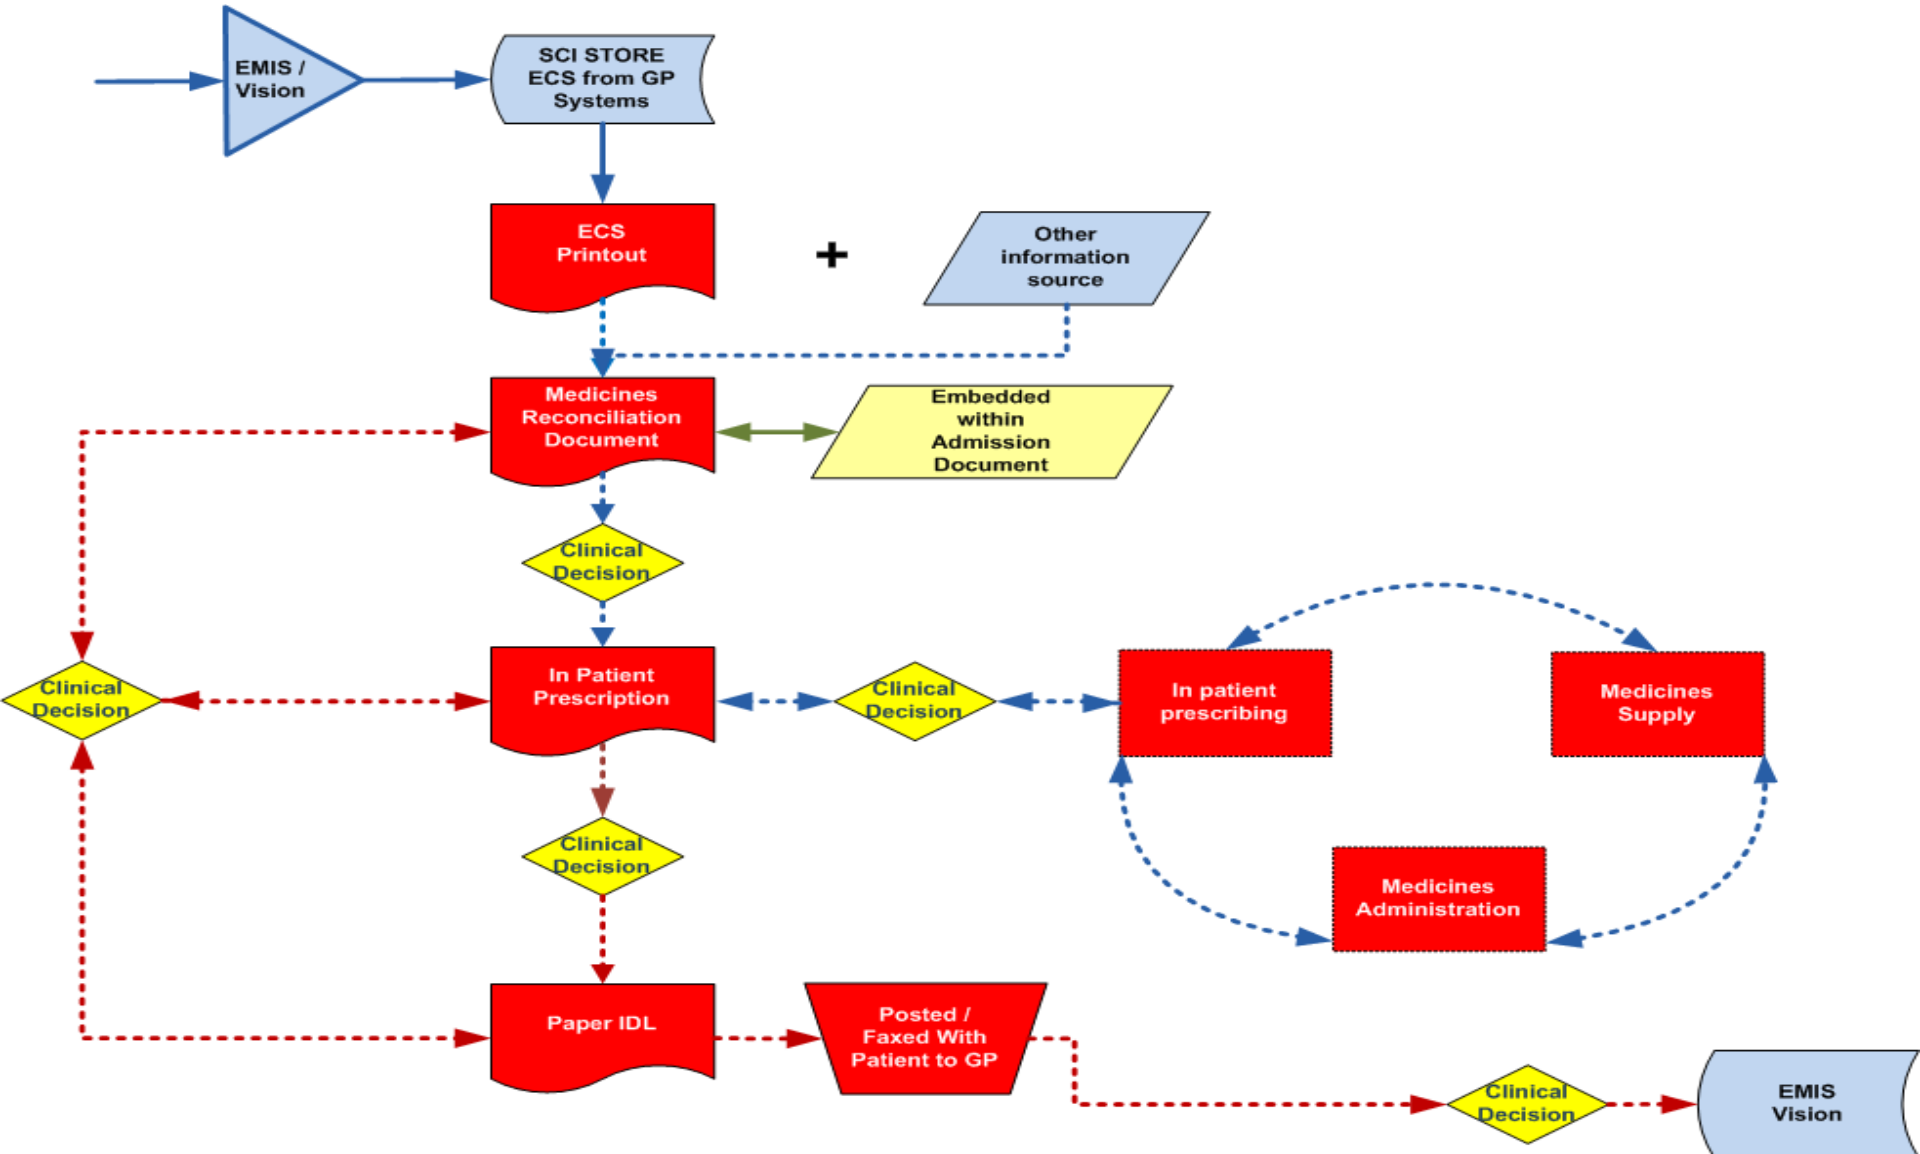 EMIS /
Vision
SCI STORE
ECS from GP
Systems
ECS
Printout
+
Other
information
source
Medicines
Reconciliation
Document
Embedded
within
Admission
Document
Clinical
Decision
Clinical
Decision
In Patient
Prescription
Clinical
Decision
In patient
prescribing
Medicines
Supply
Clinical
Decision
Medicines
Administration
Paper IDL
Posted /
Faxed With
Patient to GP
Clinical
Decision
EMIS
Vision